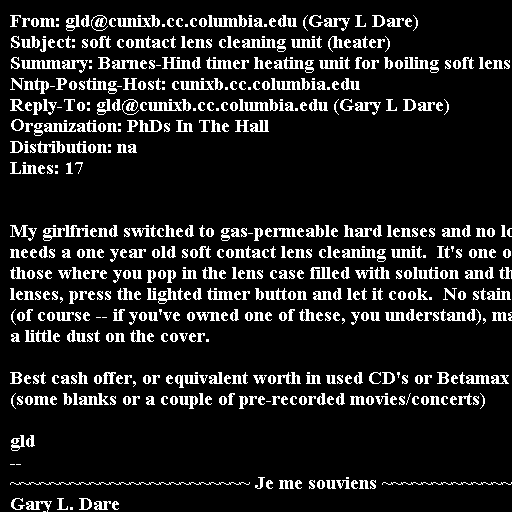 From: gld@cunixb.cc.columbia.edu (Gary L Dare)
Subject: soft contact lens cleaning unit (heater)
Summary: Barnes-Hind timer heating unit for boiling soft lens
Nntp-Posting-Host: cunixb.cc.columbia.edu
Reply-To: gld@cunixb.cc.columbia.edu (Gary L Dare)
Organization: PhDs In The Hall
Distribution: na
Lines: 17
My girlfriend switched to gas-permeable hard lenses and no
needs a one year old soft contact lens cleaning unit.  It's one
those where you pop in the lens case filled with solution and
lenses, press the lighted timer button and let it cook.  No stain
(of course -- if you've owned one of these, you understand),
a little dust on the cover.
Best cash offer, or equivalent worth in used CD's or Betamax
(some blanks or a couple of pre-recorded movies/concerts)
gld
--
~~~~~~~~~~~~~~~~~~~~~~~~ Je me souviens ~~~~~~~~~~~~~
Gary L. Dare